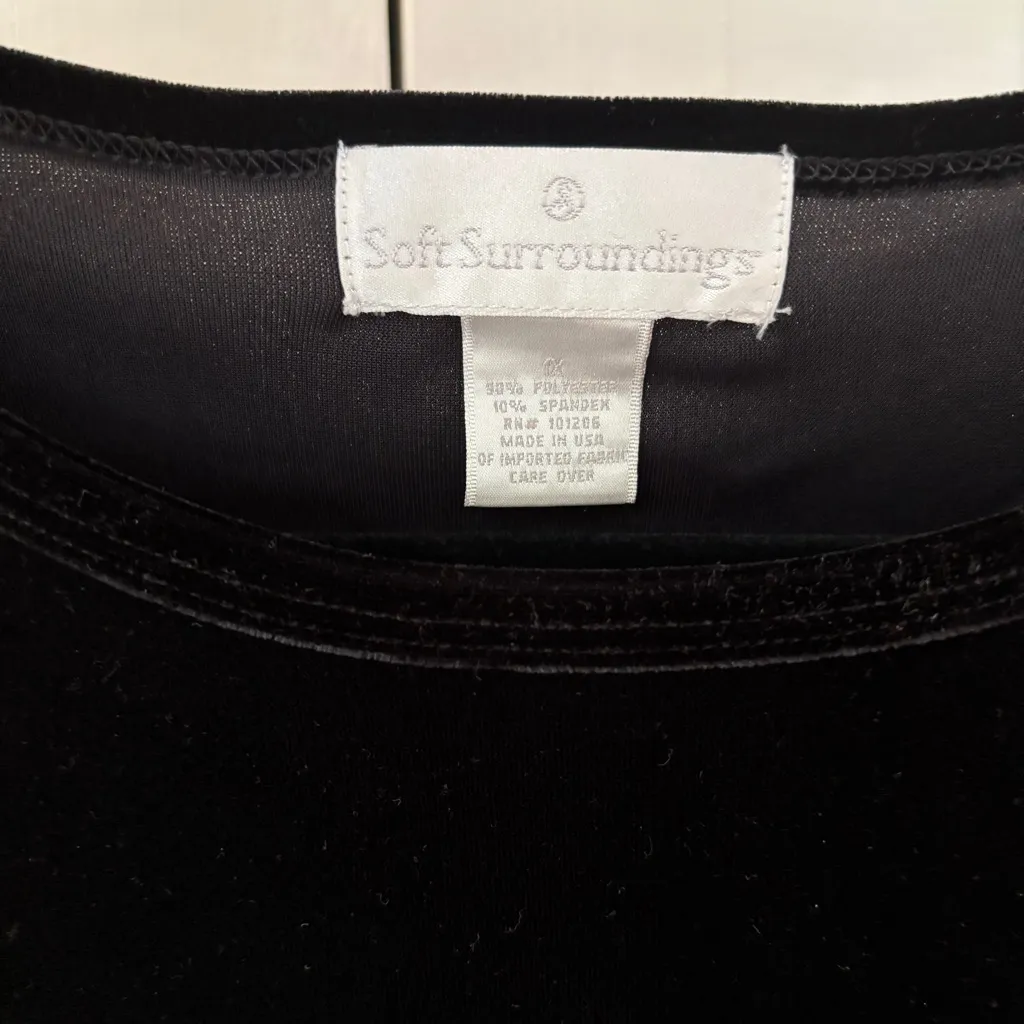 Soft Surroundings
1X
90% POLYESTER
10% SPANDEX
RN# 101206
MADE IN USA
OF IMPORTED FABRIC
CARE OVER